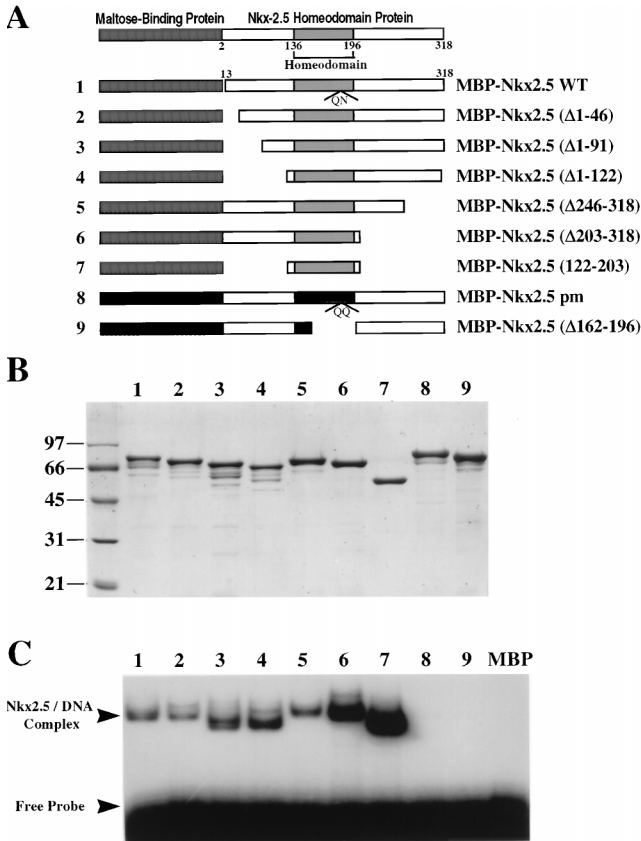 A
Maltose-Binding Protein Nkx-2.5 Homeodomain Protein
2 136 196 318
Homeodomain
13 318
1 MBP-Nkx2.5 WT
QN
2 MBP-Nkx2.5 (Δ1-46)
3 MBP-Nkx2.5 (Δ1-91)
4 MBP-Nkx2.5 (Δ1-122)
5 MBP-Nkx2.5 (Δ246-318)
6 MBP-Nkx2.5 (Δ203-318)
7 MBP-Nkx2.5 (122-203)
8 MBP-Nkx2.5 pm
QQ
9 MBP-Nkx2.5 (Δ162-196)
B
1 2 3 4 5 6 7 8 9
97
66
45
31
21
C
1 2 3 4 5 6 7 8 9 MBP
Nkx2.5 / DNA
Complex
Free Probe